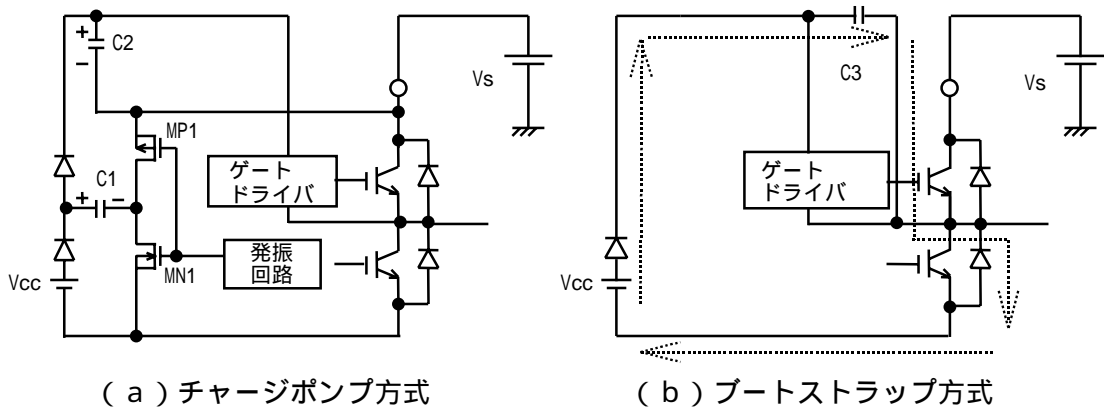 +
C2
−
Vs
MP1
C1
+
−
ゲート
ドライバ
発振
回路
MN1
Vcc
(a)チャージポンプ方式
C3
Vs
ゲート
ドライバ
Vcc
(b)ブートストラップ方式